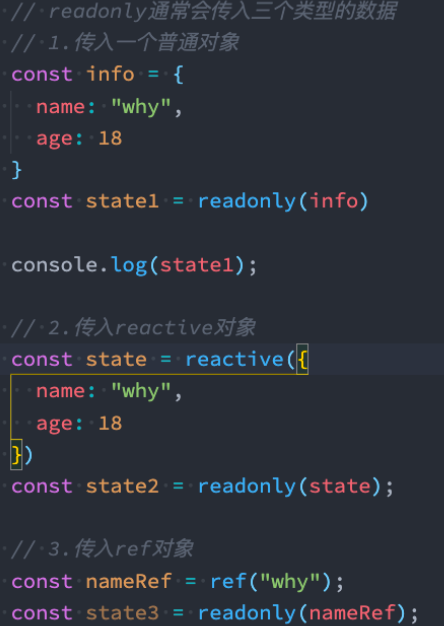 // readonly通常会传入三个类型的数据
// 1.传入一个普通对象
const info = {
  name: "why",
  age: 18
}
const state1 = readonly(info)
console.log(state1);
// 2.传入reactive对象
const state = reactive({
  name: "why",
  age: 18
})
const state2 = readonly(state);
// 3.传入ref对象
const nameRef = ref("why");
const state3 = readonly(nameRef);